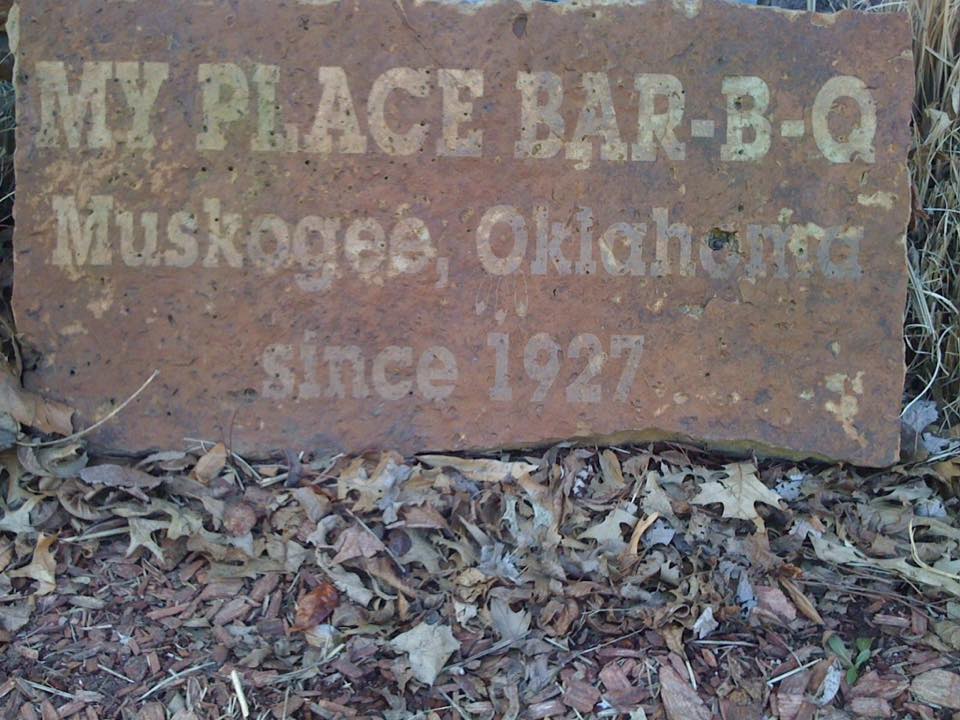 MY PLACE BAR-B-Q
Muskogee, Oklahoma
since 1927